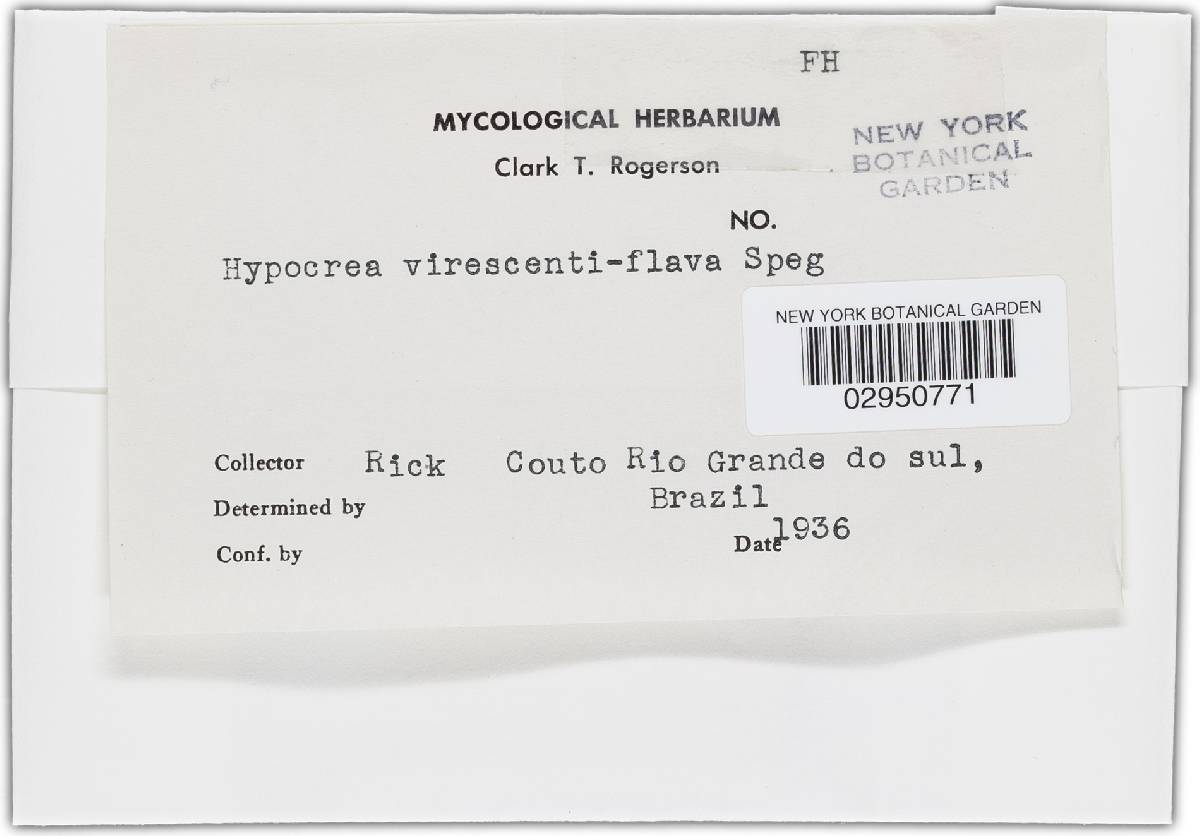 FH
MYCOLOGICAL HERBARIUM
Clark T. Rogerson
NEW YORK
BOTANICAL
GARDEN
NO.
Hypocrea virescenti-flava Speg
NEW YORK BOTANICAL GARDEN
02950771
Collector Rick Couto Rio Grande do sul,
Brazil
Determined by
Date 1936
Conf. by